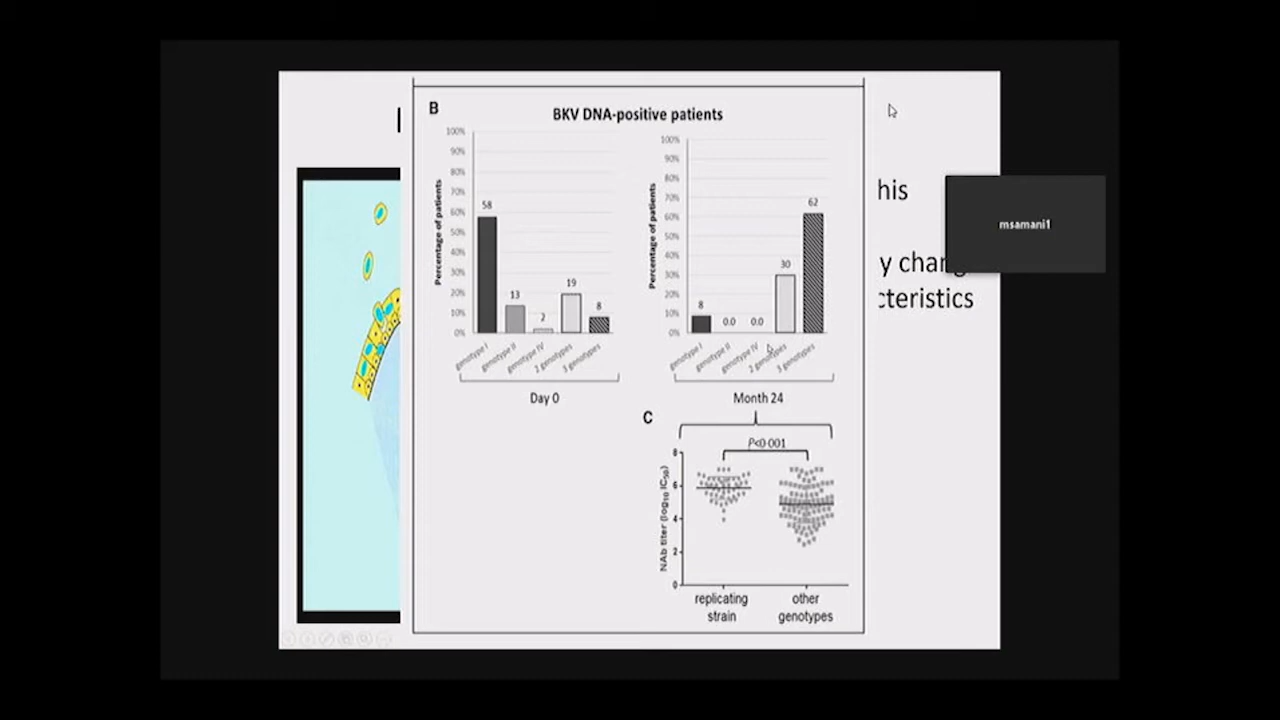 B
BKV DNA-positive patients
100%
90%
80%
70%
60%
50%
40%
30%
20%
10%
0%
Percentage of patients
58
13
2
19
8
genotype I
genotype II
genotype IV
2 genotypes
3 genotypes
Day 0
100%
90%
80%
70%
60%
50%
40%
30%
20%
10%
0%
Percentage of patients
8
0.0
0.0
30
62
genotype I
genotype II
genotype IV
2 genotypes
3 genotypes
Month 24
C
P<0 001
NAb titer (log10 IC50)
8
6
4
2
0
replicating
strain
other
genotypes
his
y chang
cteristics
msamani1